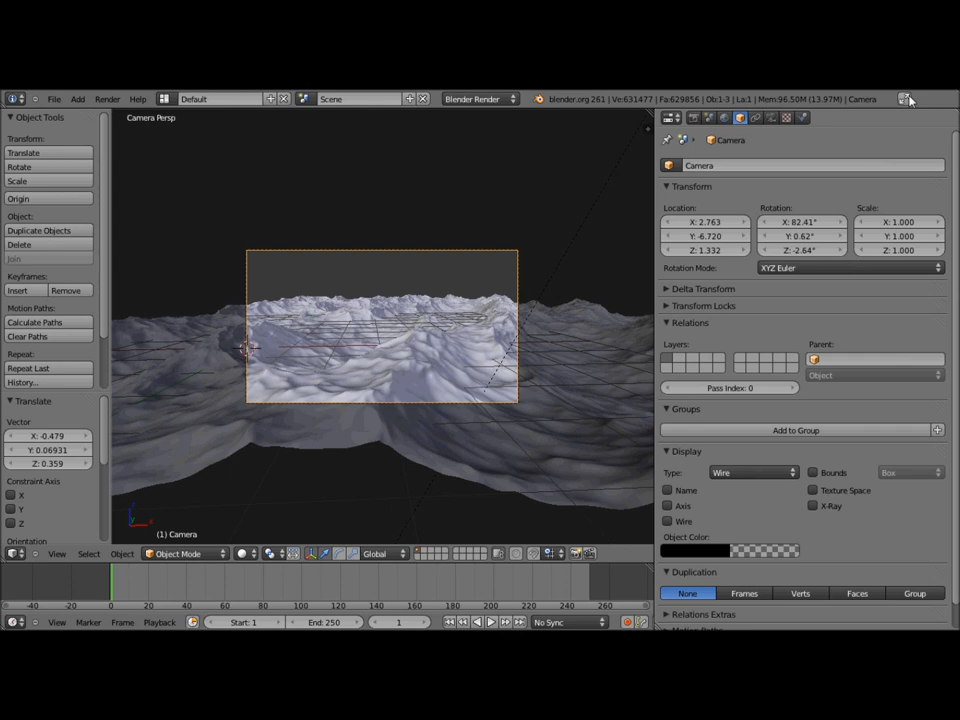 File Add Render Help Default Scene Blender Render blender.org 261 | Ve:631477 | Fa:629856 | Ob:1-3 | La:1 | Mem:96.50M (13.97M) | Camera
Object Tools
Transform:
Translate
Rotate
Scale
Origin
Object:
Duplicate Objects
Delete
Join
Keyframes:
Insert Remove
Motion Paths:
Calculate Paths
Clear Paths
Repeat:
Repeat Last
History...
Translate
Vector
X: -0.479
Y: 0.06931
Z: 0.359
Constraint Axis
X
Y
Z
Orientation
Camera Persp
(1) Camera
View Select Object Object Mode Global
-40 -20 0 20 40 60 80 100 120 140 160 180 200 220 240 260
View Marker Frame Playback Start: 1 End: 250 1 No Sync
Camera
Camera
Transform
Location: Rotation: Scale:
X: 2.763 X: 82.41° X: 1.000
Y: -6.720 Y: 0.62° Y: 1.000
Z: 1.332 Z: -2.64° Z: 1.000
Rotation Mode: XYZ Euler
Delta Transform
Transform Locks
Relations
Layers: Parent:
Object
Pass Index: 0
Groups
Add to Group
Display
Type: Wire Bounds Box
Name Texture Space
Axis X-Ray
Wire
Object Color:
Duplication
None Frames Verts Faces Group
Relations Extras